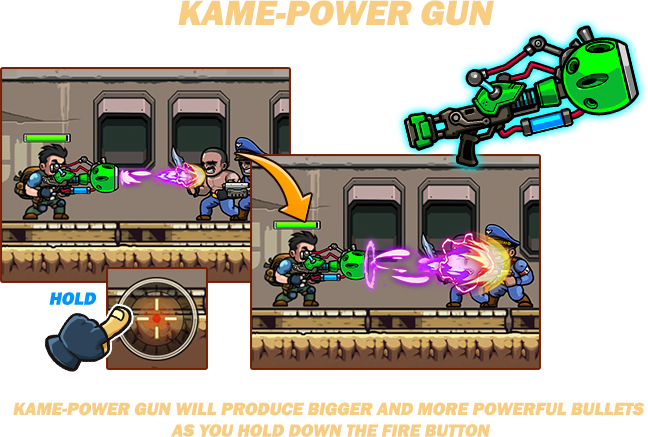 KAME-POWER GUN
HOLD
KAME-POWER GUN WILL PRODUCE BIGGER AND MORE POWERFUL BULLETS
AS YOU HOLD DOWN THE FIRE BUTTON